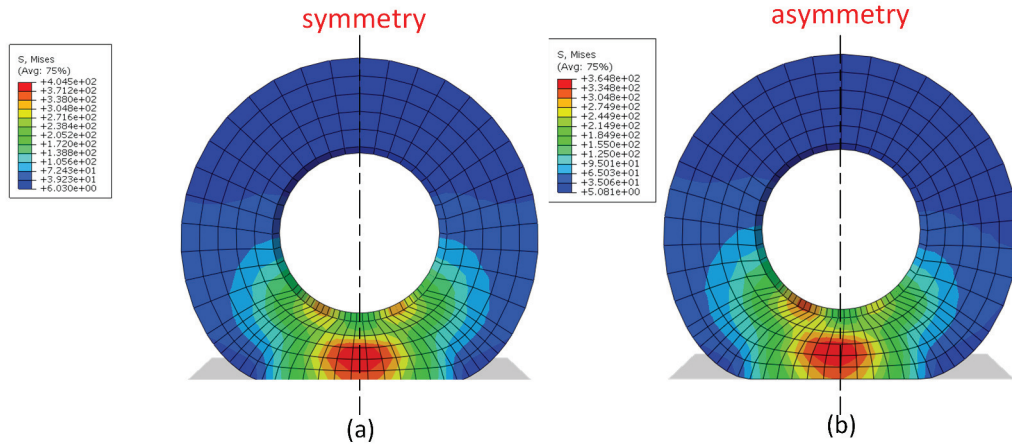 symmetry
asymmetry
S, Mises
(Avg: 75%)
+4.045e+02
+3.712e+02
+3.380e+02
+3.048e+02
+2.716e+02
+2.384e+02
+2.052e+02
+1.720e+02
+1.388e+02
+1.056e+02
+7.243e+01
+3.923e+01
+6.030e+00
S, Mises
(Avg: 75%)
+3.648e+02
+3.348e+02
+3.048e+02
+2.749e+02
+2.449e+02
+2.149e+02
+1.849e+02
+1.550e+02
+1.250e+02
+9.501e+01
+6.503e+01
+3.506e+01
+5.081e+00
(a)
(b)